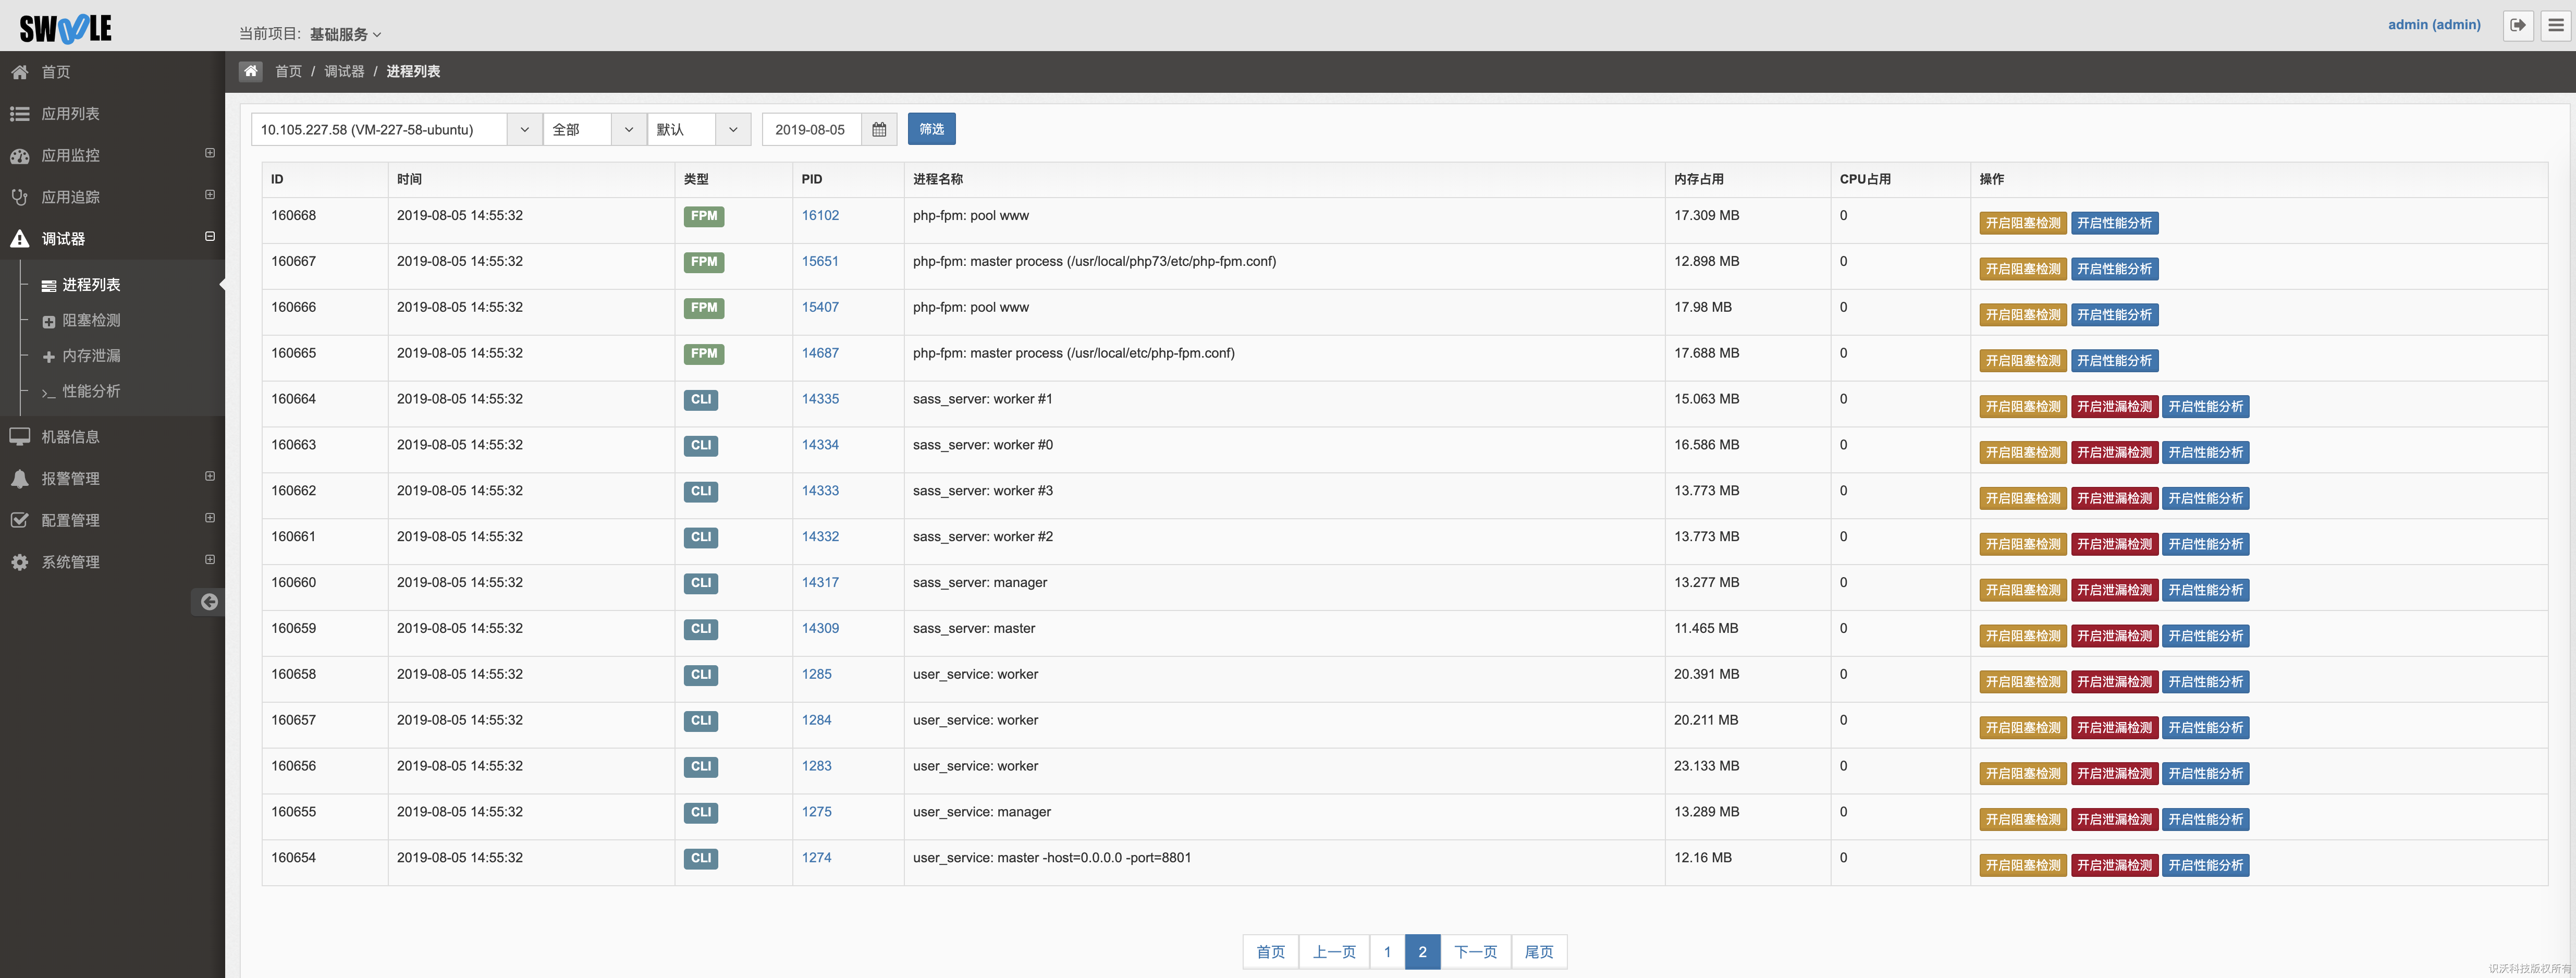 SWOOLE
当前项目: 基础服务
admin (admin)
首页
应用列表
应用监控
应用追踪
调试器
进程列表
阻塞检测
内存泄漏
性能分析
机器信息
报警管理
配置管理
系统管理
首页 / 调试器 / 进程列表
10.105.227.58 (VM-227-58-ubuntu) 全部 默认 2019-08-05 筛选
ID 时间 类型 PID 进程名称 内存占用 CPU占用 操作
160668 2019-08-05 14:55:32 FPM 16102 php-fpm: pool www 17.309 MB 0 开启阻塞检测 开启性能分析
160667 2019-08-05 14:55:32 FPM 15651 php-fpm: master process (/usr/local/php73/etc/php-fpm.conf) 12.898 MB 0 开启阻塞检测 开启性能分析
160666 2019-08-05 14:55:32 FPM 15407 php-fpm: pool www 17.98 MB 0 开启阻塞检测 开启性能分析
160665 2019-08-05 14:55:32 FPM 14687 php-fpm: master process (/usr/local/etc/php-fpm.conf) 17.688 MB 0 开启阻塞检测 开启性能分析
160664 2019-08-05 14:55:32 CLI 14335 sass_server: worker #1 15.063 MB 0 开启阻塞检测 开启泄漏检测 开启性能分析
160663 2019-08-05 14:55:32 CLI 14334 sass_server: worker #0 16.586 MB 0 开启阻塞检测 开启泄漏检测 开启性能分析
160662 2019-08-05 14:55:32 CLI 14333 sass_server: worker #3 13.773 MB 0 开启阻塞检测 开启泄漏检测 开启性能分析
160661 2019-08-05 14:55:32 CLI 14332 sass_server: worker #2 13.773 MB 0 开启阻塞检测 开启泄漏检测 开启性能分析
160660 2019-08-05 14:55:32 CLI 14317 sass_server: manager 13.277 MB 0 开启阻塞检测 开启泄漏检测 开启性能分析
160659 2019-08-05 14:55:32 CLI 14309 sass_server: master 11.465 MB 0 开启阻塞检测 开启泄漏检测 开启性能分析
160658 2019-08-05 14:55:32 CLI 1285 user_service: worker 20.391 MB 0 开启阻塞检测 开启泄漏检测 开启性能分析
160657 2019-08-05 14:55:32 CLI 1284 user_service: worker 20.211 MB 0 开启阻塞检测 开启泄漏检测 开启性能分析
160656 2019-08-05 14:55:32 CLI 1283 user_service: worker 23.133 MB 0 开启阻塞检测 开启泄漏检测 开启性能分析
160655 2019-08-05 14:55:32 CLI 1275 user_service: manager 13.289 MB 0 开启阻塞检测 开启泄漏检测 开启性能分析
160654 2019-08-05 14:55:32 CLI 1274 user_service: master -host=0.0.0.0 -port=8801 12.16 MB 0 开启阻塞检测 开启泄漏检测 开启性能分析
首页 上一页 1 2 下一页 尾页
识沃科技版权所有